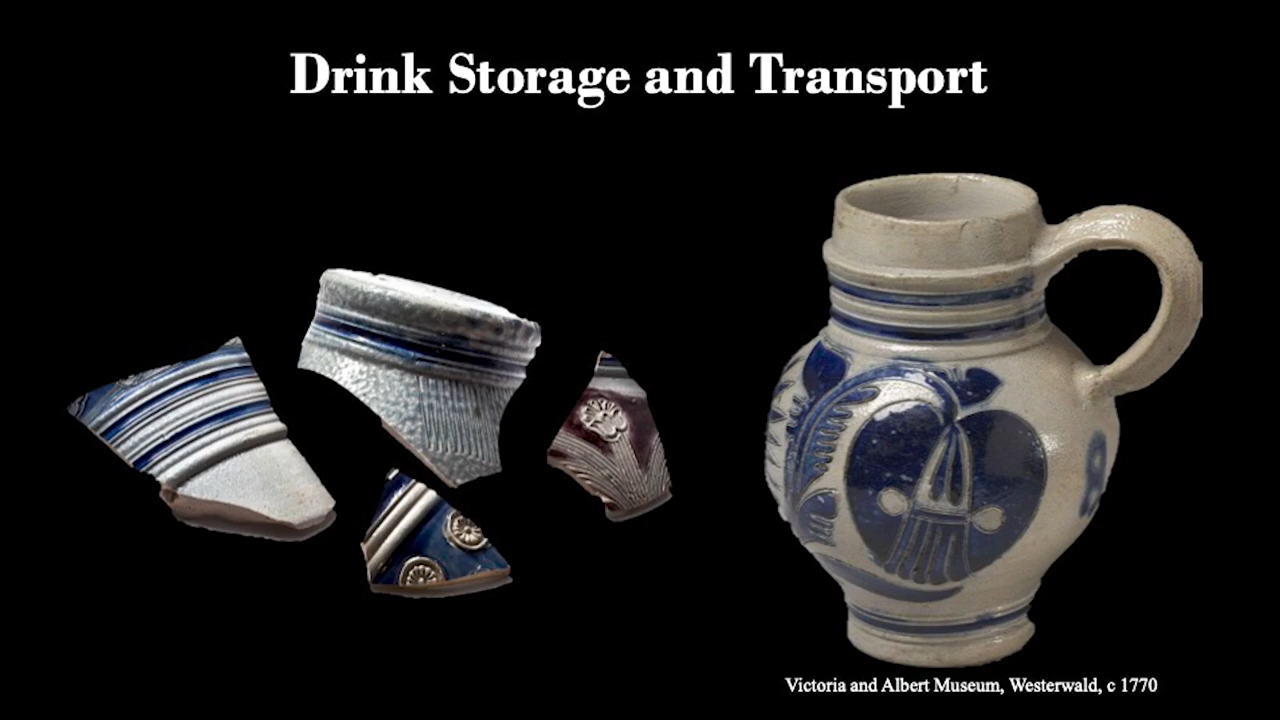 Drink Storage and Transport
Victoria and Albert Museum, Westerwald, c 1770